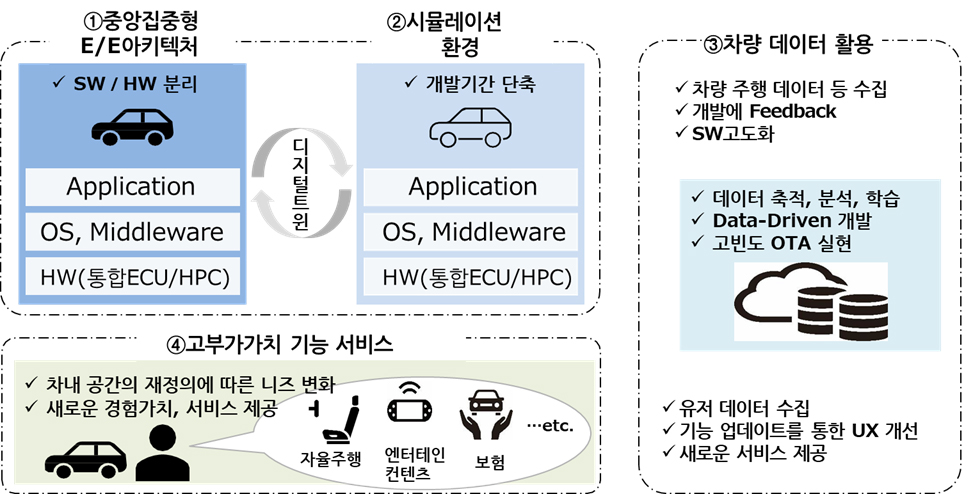 ①중앙집중형
E/E아키텍처
✓ SW / HW 분리
Application
OS, Middleware
HW(통합ECU/HPC)
디지털트윈
②시뮬레이션
환경
✓ 개발기간 단축
Application
OS, Middleware
HW(통합ECU/HPC)
③차량 데이터 활용
✓ 차량 주행 데이터 등 수집
✓ 개발에 Feedback
✓ SW고도화
✓ 데이터 축적, 분석, 학습
✓ Data-Driven 개발
✓ 고빈도 OTA 실현
✓ 유저 데이터 수집
✓ 기능 업데이트를 통한 UX 개선
✓ 새로운 서비스 제공
④고부가가치 기능 서비스
✓ 차내 공간의 재정의에 따른 니즈 변화
✓ 새로운 경험가치, 서비스 제공
자율주행
엔터테인
컨텐츠
보험
…etc.